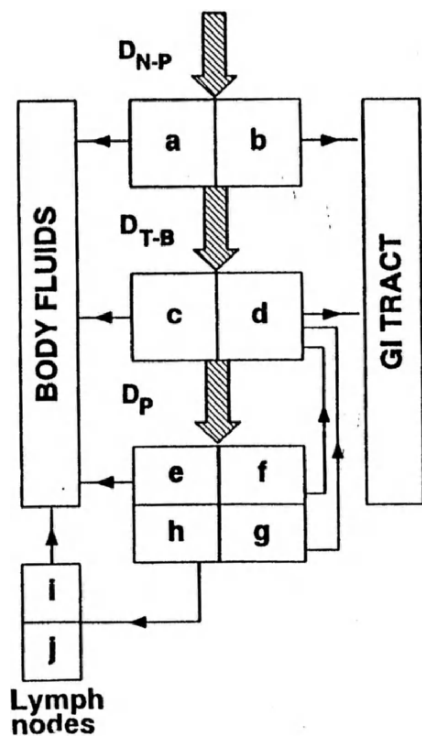 D_N-P
a
b
D_T-B
c
d
D_P
e
f
h
g
i
j
BODY FLUIDS
GI TRACT
Lymph
nodes